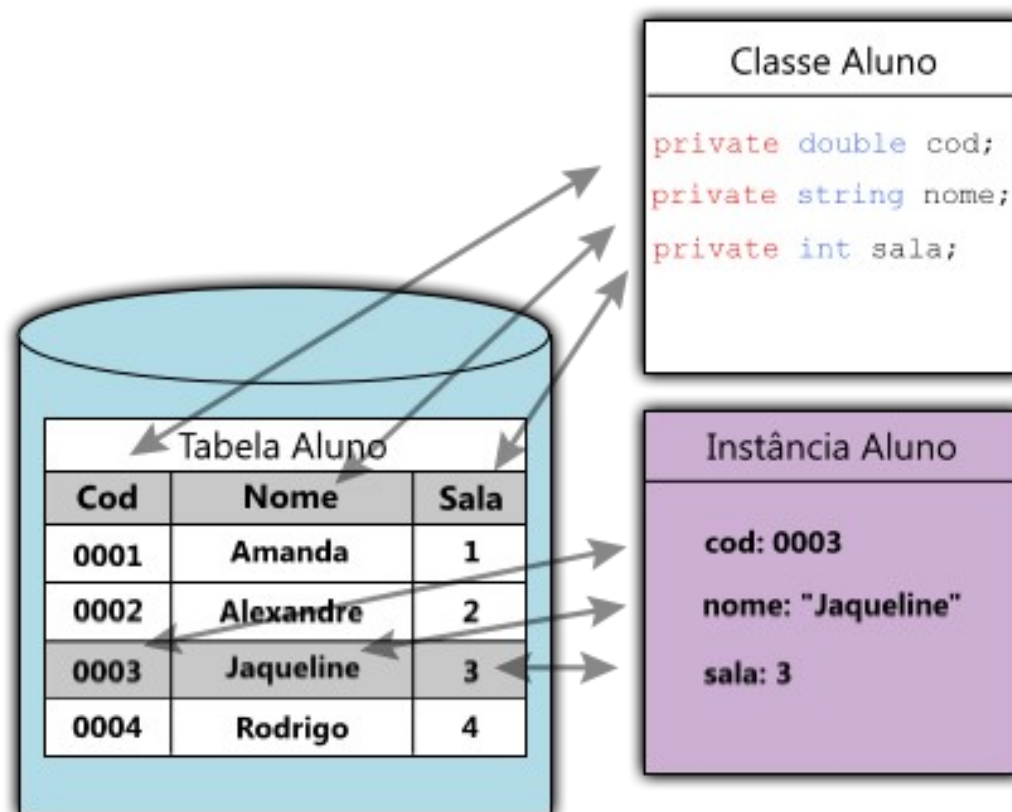 Classe Aluno
private double cod;
private string nome;
private int sala;
Tabela Aluno
Cod Nome Sala
0001 Amanda 1
0002 Alexandre 2
0003 Jaqueline 3
0004 Rodrigo 4
Instância Aluno
cod: 0003
nome: "Jaqueline"
sala: 3